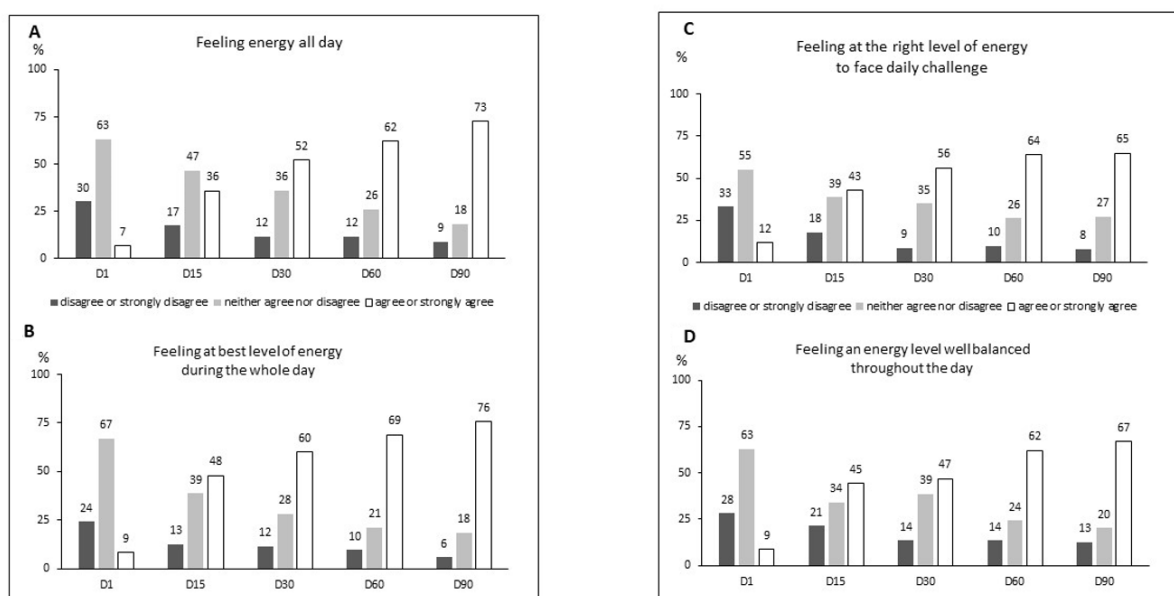 A
Feeling energy all day
%
100
75
50
25
0
30 63 7
17 47 36
12 36 52
12 26 62
9 18 73
D1 D15 D30 D60 D90
disagree or strongly disagree neither agree nor disagree agree or strongly agree
B
Feeling at best level of energy
during the whole day
%
100
75
50
25
0
24 67 9
13 39 48
12 28 60
10 21 69
6 18 76
D1 D15 D30 D60 D90
C
Feeling at the right level of energy
to face daily challenge
%
100
75
50
25
0
33 55 12
18 39 43
9 35 56
10 26 64
8 27 65
D1 D15 D30 D60 D90
disagree or strongly disagree neither agree nor disagree agree or strongly agree
D
Feeling an energy level well balanced
throughout the day
%
100
75
50
25
0
28 63 9
21 34 45
14 39 47
14 24 62
13 20 67
D1 D15 D30 D60 D90